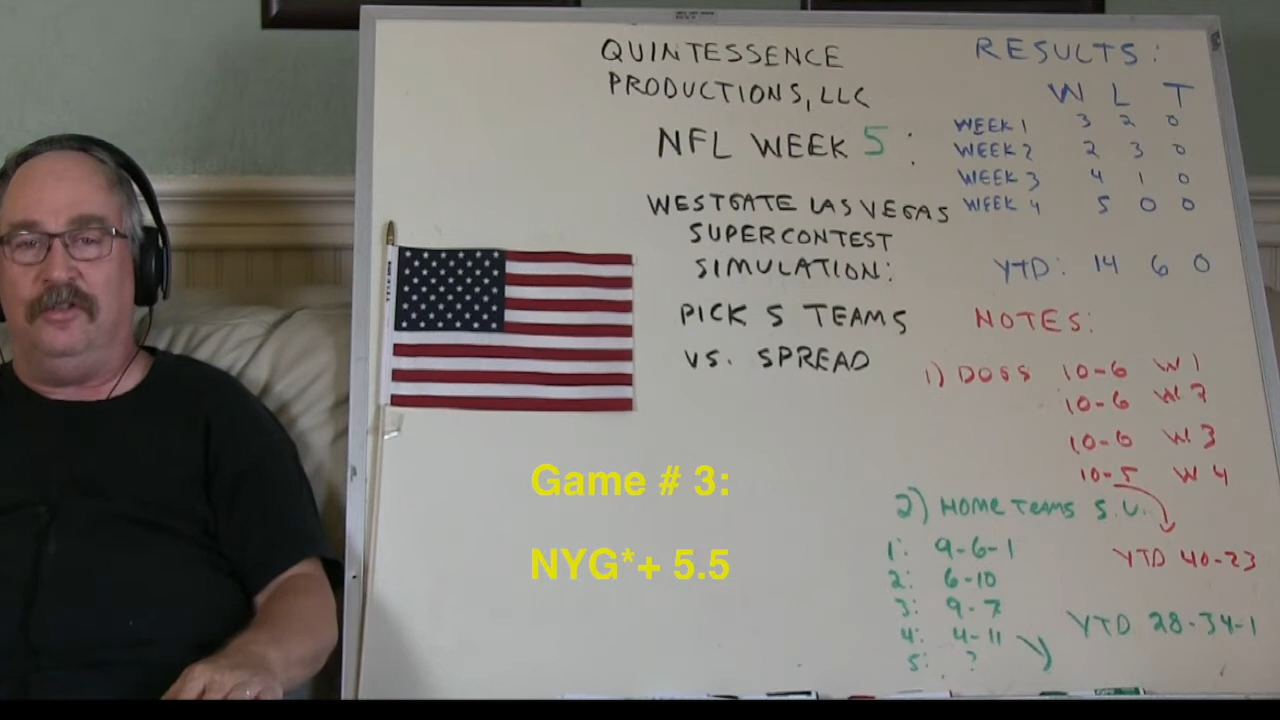 QUINTESSENCE
PRODUCTIONS, LLC
NFL WEEK 5:
WESTGATE LAS VEGAS
SUPERCONTEST
SIMULATION:
PICK 5 TEAMS
VS. SPREAD
RESULTS:
W L T
WEEK 1 3 2 0
WEEK 2 2 3 0
WEEK 3 4 1 0
WEEK 4 5 0 0
YTD: 14 6 0
NOTES:
1) DOGS 10-6 W 1
10-6 W 2
10-6 W 3
10-5 W 4
YTD 40-23
2) HOME TEAMS S.U.
1: 9-6-1
2: 6-10
3: 9-7
4: 4-11
5: ?
YTD 28-34-1
Game # 3:
NYG*+ 5.5